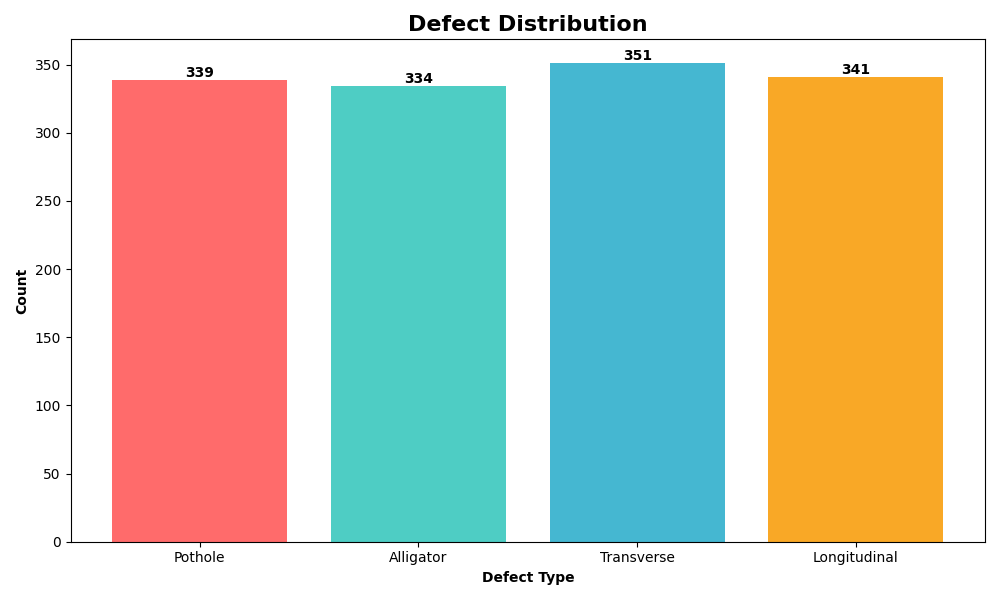 Defect Distribution
Count
350
300
250
200
150
100
50
0
339
334
351
341
Pothole
Alligator
Transverse
Longitudinal
Defect Type